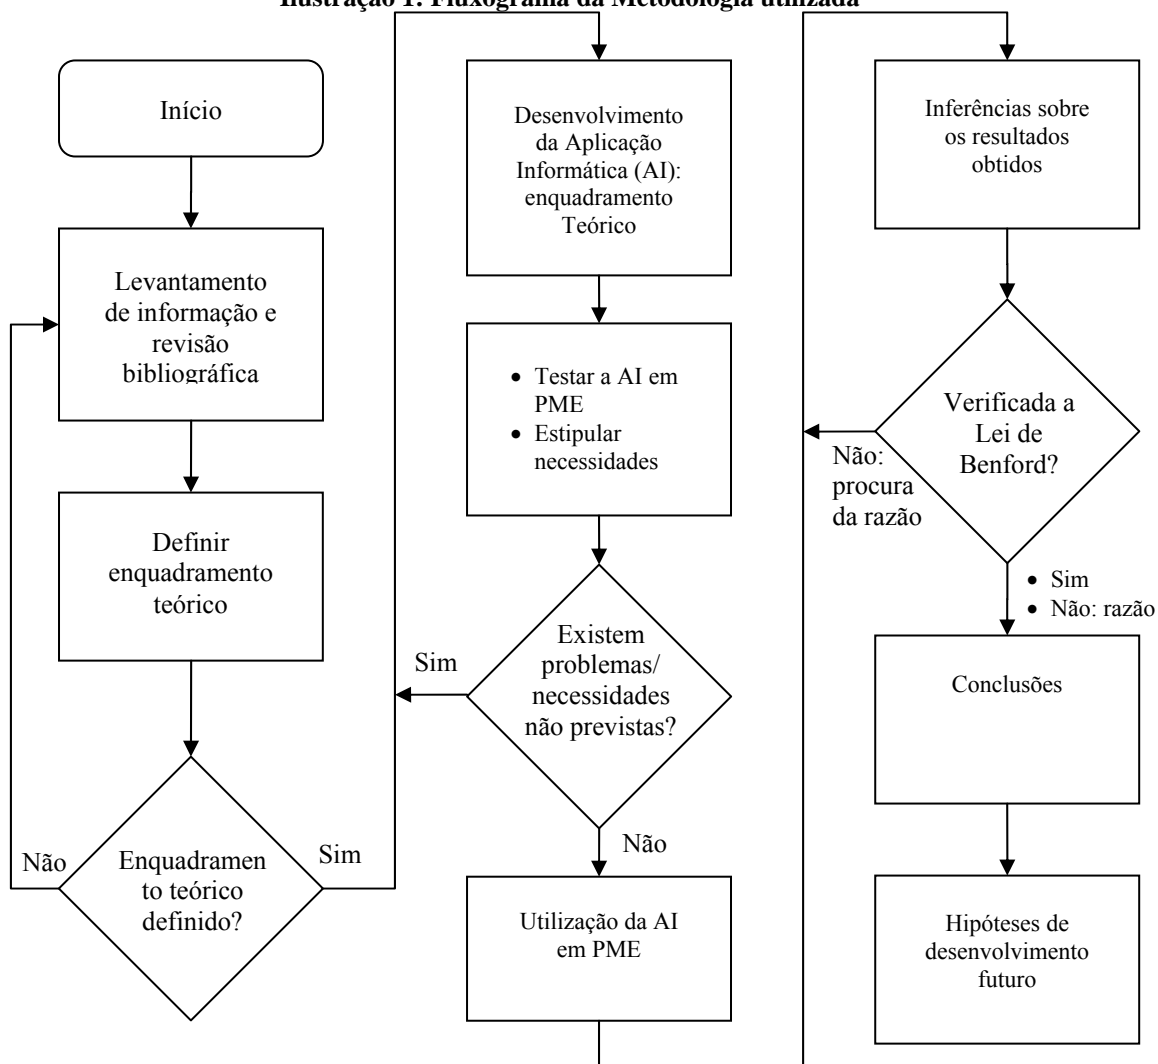 Ilustração 1: Fluxograma da Metodologia utilizada
Início
Levantamento
de informação e
revisão
bibliográfica
Definir
enquadramento
teórico
Não
Enquadramen
to teórico
definido?
Sim
Desenvolvimento
da Aplicação
Informática (AI):
enquadramento
Teórico
• Testar a AI em
PME
• Estipular
necessidades
Sim
Existem
problemas/
necessidades
não previstas?
Não
Utilização da AI
em PME
Inferências sobre
os resultados
obtidos
Verificada a
Lei de
Benford?
Não:
procura
da razão
• Sim
• Não: razão
Conclusões
Hipóteses de
desenvolvimento
futuro